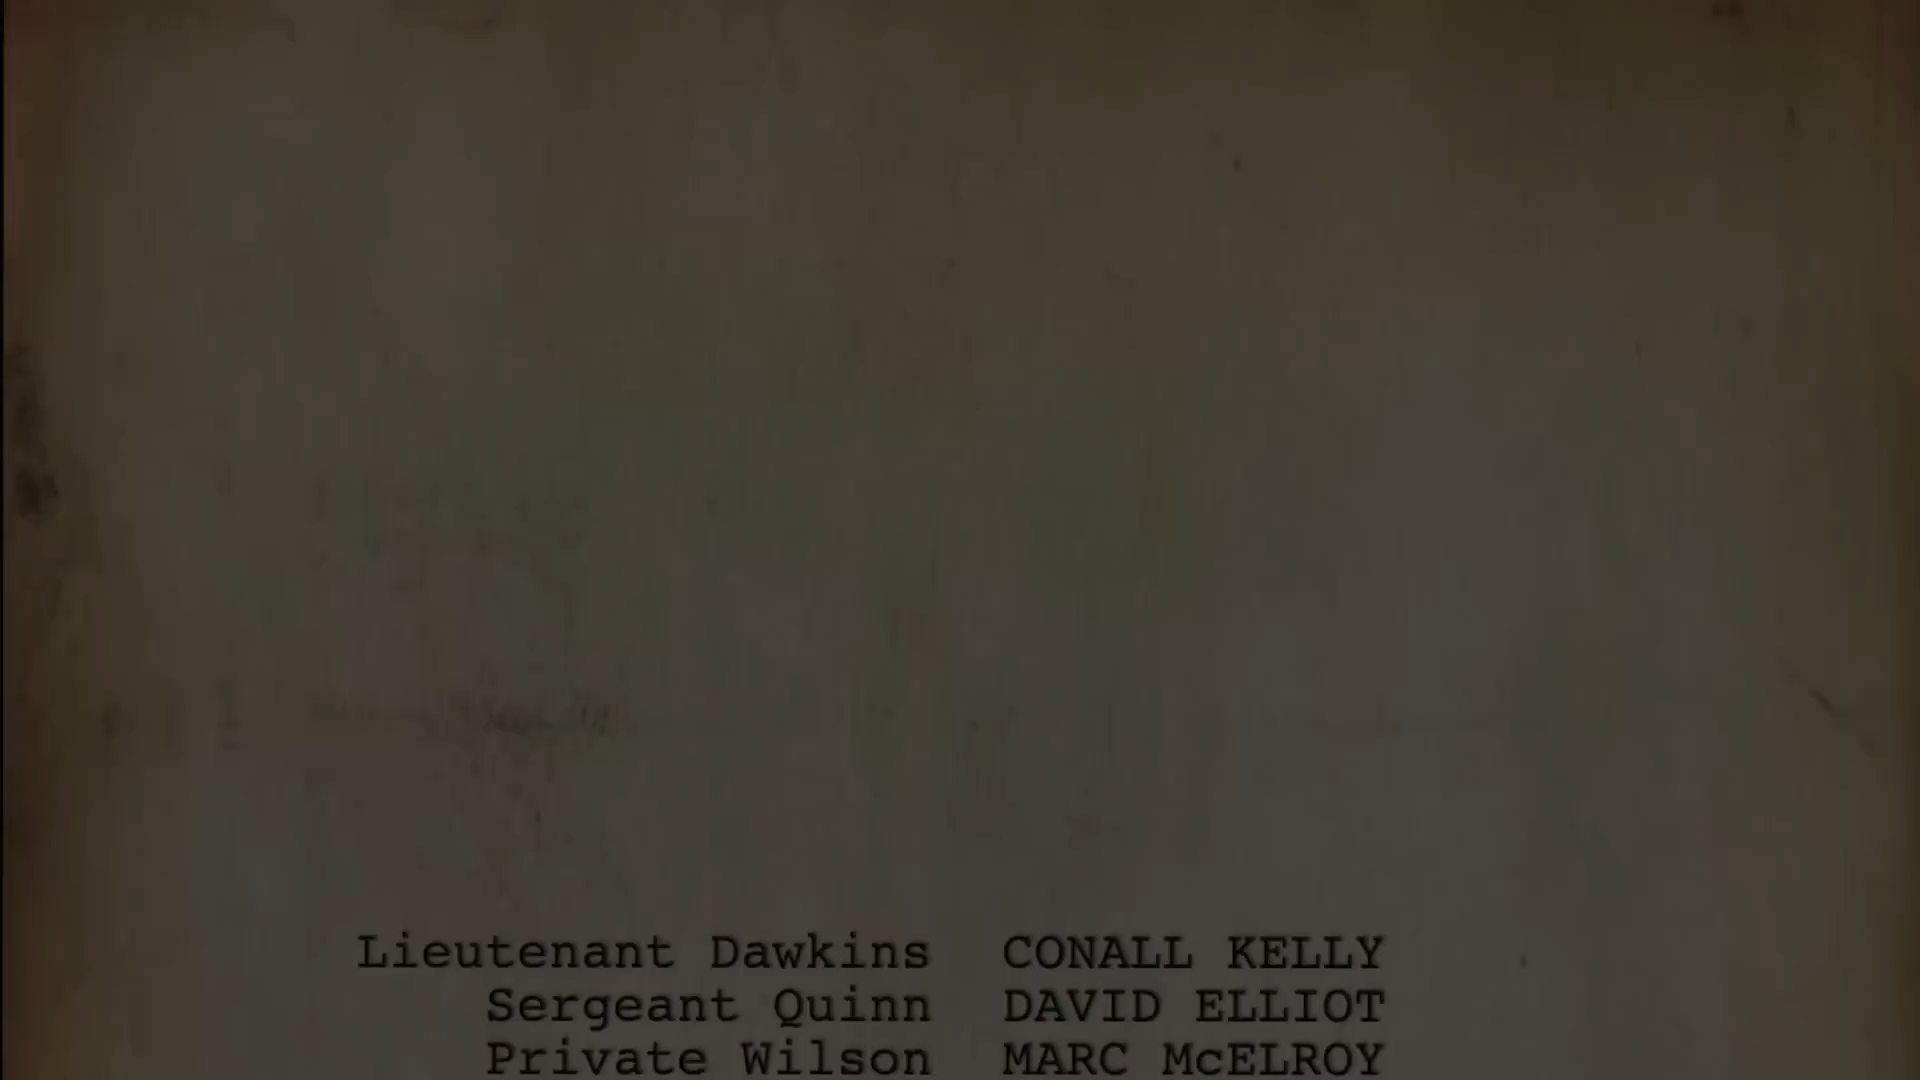 Lieutenant Dawkins CONALL KELLY
Sergeant Quinn DAVID ELLIOT
Private Wilson MARC McELROY